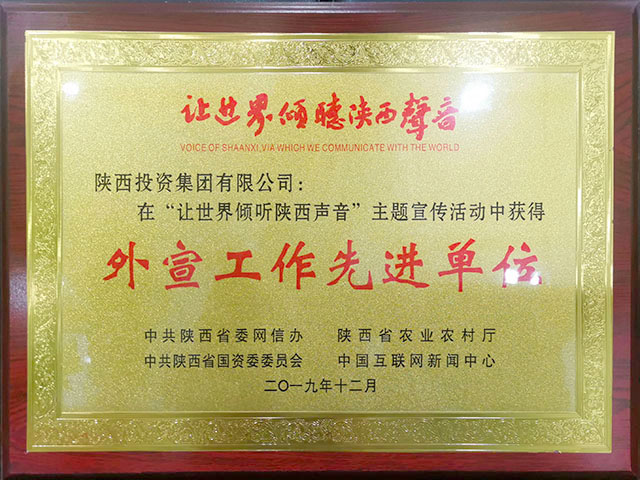 让世界倾聽陕西聲音
VOICE OF SHAANXI,VIA WHICH WE COMMUNICATE WITH THE WORLD
陕西投资集团有限公司：
在“让世界倾听陕西声音”主题宣传活动中获得
外宣工作先进单位
中共陕西省委网信办 陕西省农业农村厅
中共陕西省国资委委员会 中国互联网新闻中心
二〇一九年十二月